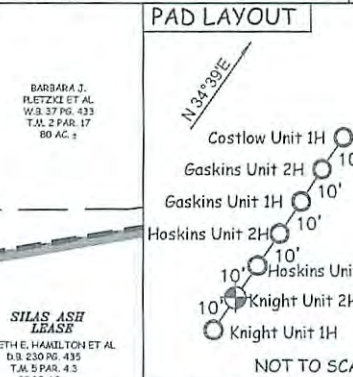 BARBARA J.
PLETZKI ET AL
W.B. 37 PG. 433
T.M. 2 PAR. 17
80 AC. ±
SILAS ASH
LEASE
ETH E. HAMILTON ET AL
D.B. 230 PG. 435
T.M. 5 PAR. 4.3
PAD LAYOUT
N 34°39'E
Costlow Unit 1H
10'
Gaskins Unit 2H
10'
Gaskins Unit 1H
10'
Hoskins Unit 2H
10'
10'
Hoskins Uni
10'
Knight Unit 2H
Knight Unit 1H
NOT TO SCA